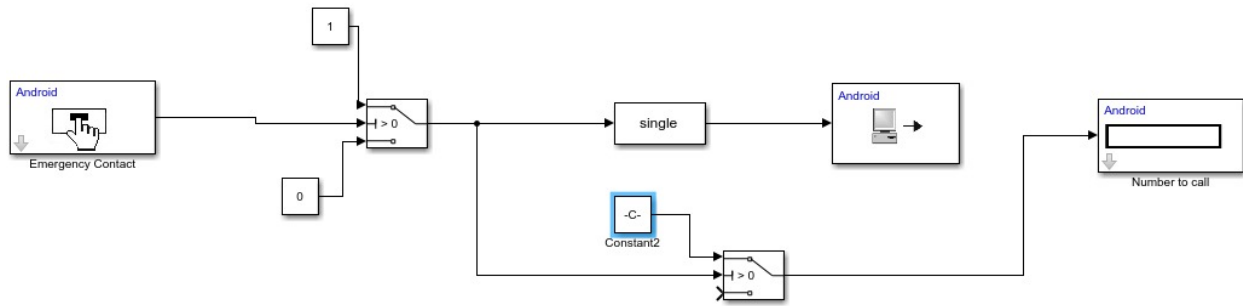 1
Android
Emergency Contact
> 0
0
single
Android
-C-
Constant2
> 0
Android
Number to call